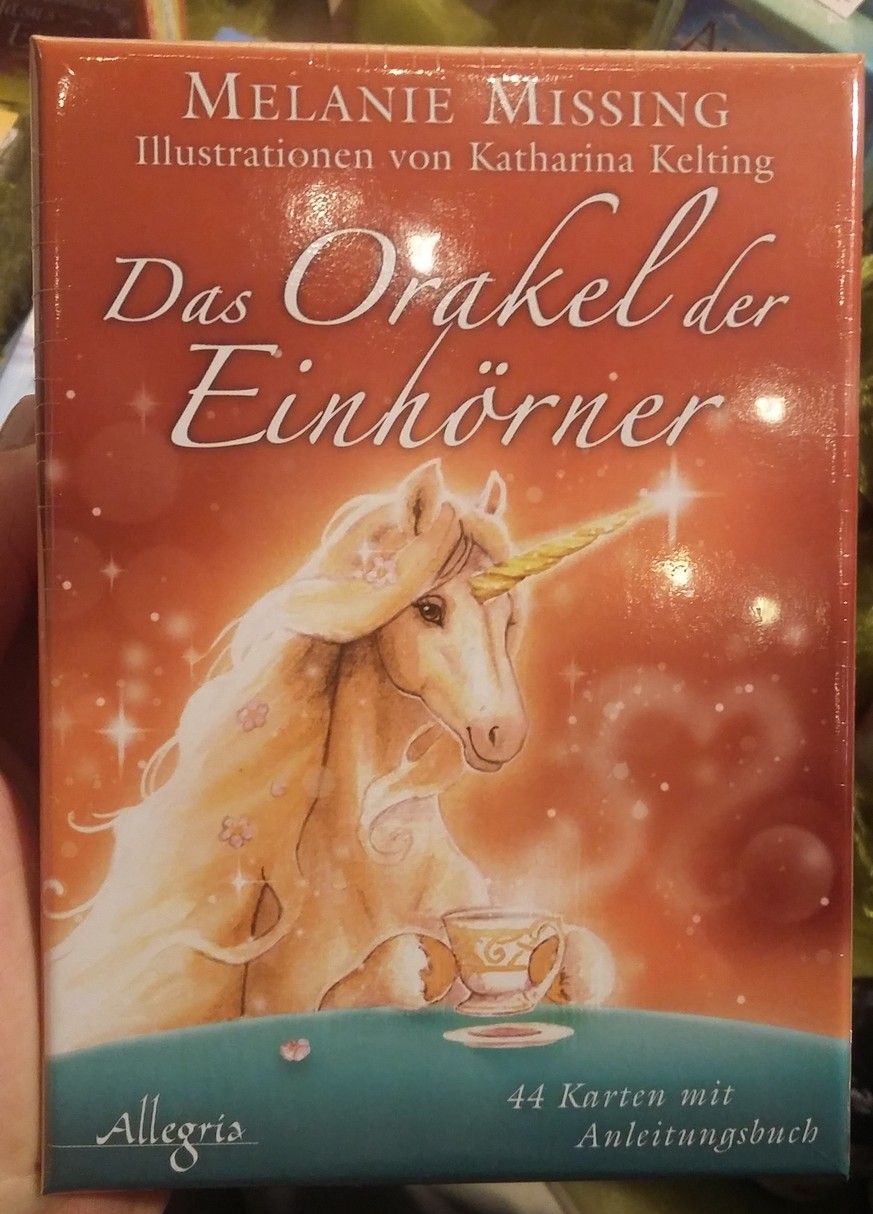 MELANIE MISSING
Illustrationen von Katharina Kelting
Das Orakel der
Einhörner
44 Karten mit
Anleitungsbuch
Allegria